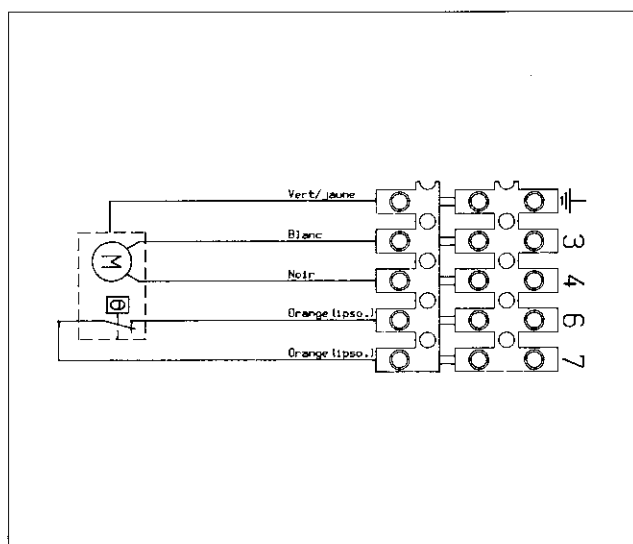 Vert/jaune
Blanc
3
M
Noir
4
θ
Orange(ipso.)
6
Orange(ipso.)
7